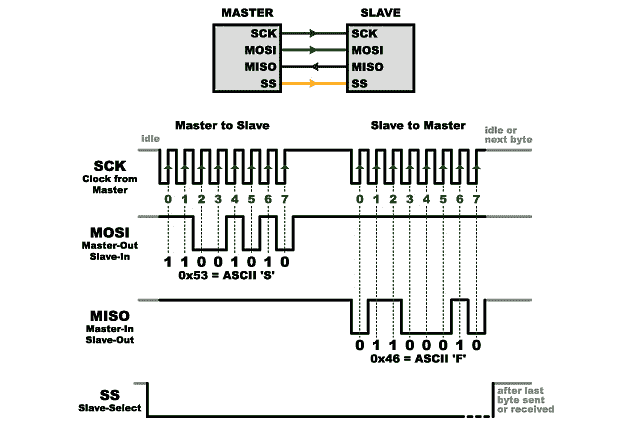 MASTER SLAVE
SCK SCK
MOSI MOSI
MISO MISO
SS SS
Master to Slave Slave to Master
idle
idle or
next byte
SCK
Clock from
Master
0 1 2 3 4 5 6 7 0 1 2 3 4 5 6 7
MOSI
Master-Out
Slave-In
1 1 0 0 1 0 1 0
0x53 = ASCII 'S'
MISO
Master-In
Slave-Out
0 1 1 0 0 0 1 0
0x46 = ASCII 'F'
SS
Slave-Select
after last
byte sent
or received